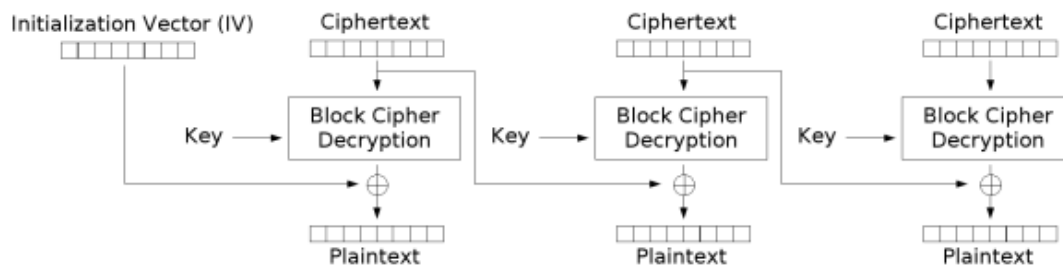 Initialization Vector (IV)
Ciphertext
Ciphertext
Ciphertext
Key
Block Cipher
Decryption
Key
Block Cipher
Decryption
Key
Block Cipher
Decryption
Plaintext
Plaintext
Plaintext